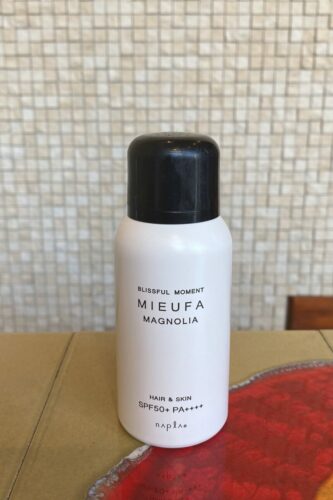 BLISSFUL MOMENT
MIEUFA
MAGNOLIA
HAIR & SKIN
SPF50+ PA++++
napla